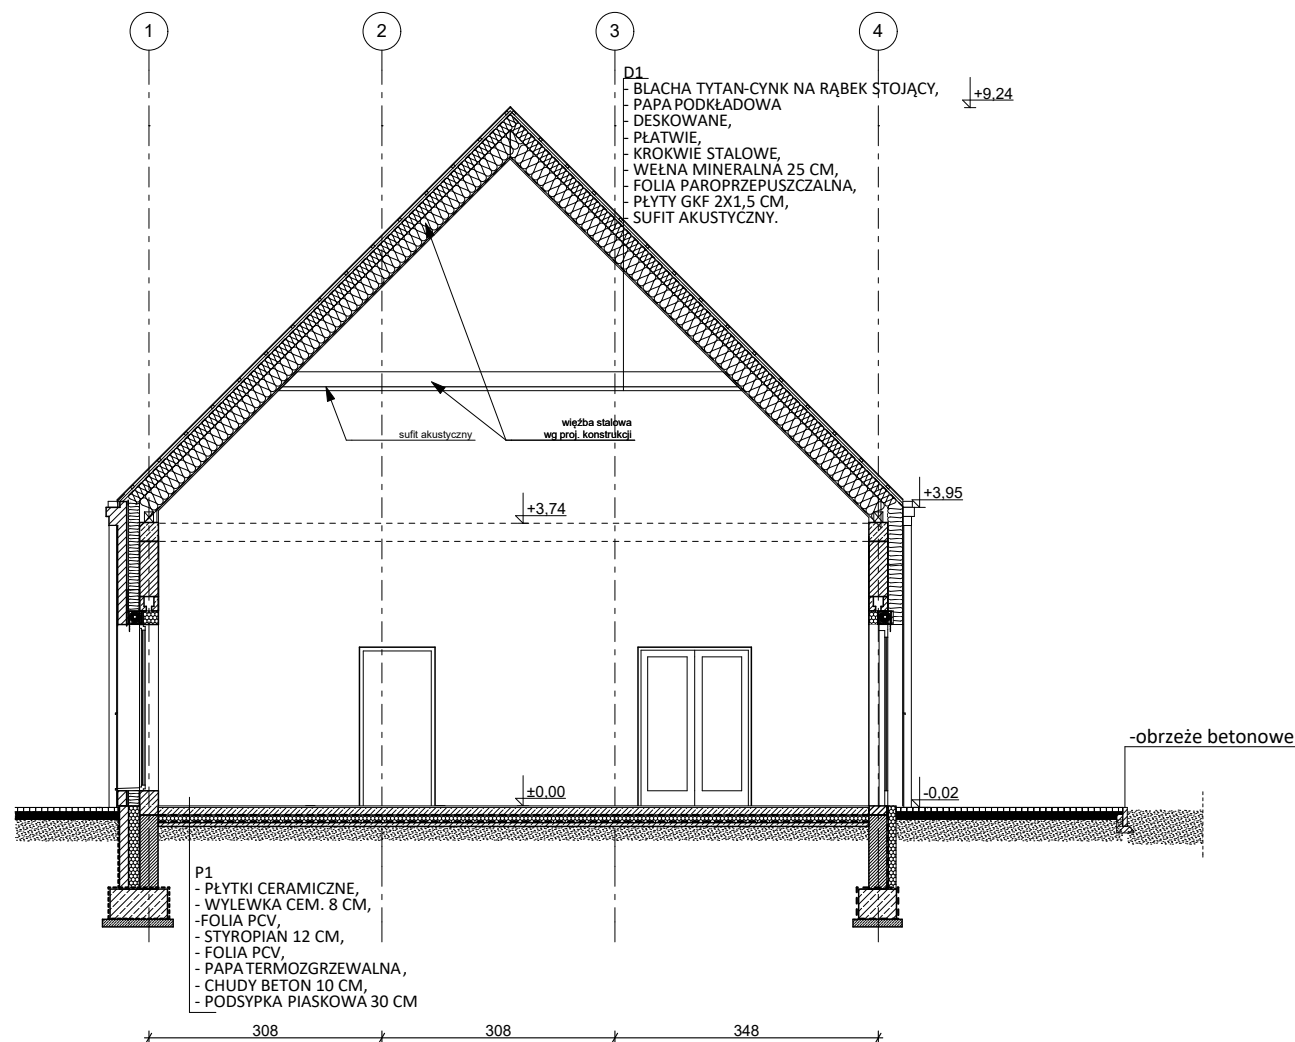 1
2
3
4
D1
- BLACHA TYTAN-CYNK NA RĄBEK STOJĄCY,
- PAPA PODKŁADOWA
- DESKOWANE,
- PŁATWIE,
- KROKWIE STALOWE,
- WEŁNA MINERALNA 25 CM,
- FOLIA PAROPRZEPUSZCZALNA,
- PŁYTY GKF 2X1,5 CM,
- SUFIT AKUSTYCZNY.
+9,24
sufit akustyczny
więźba stalowa
wg proj. konstrukcji
+3,95
+3,74
-obrzeże betonowe
±0,00
-0,02
P1
- PŁYTKI CERAMICZNE,
- WYLEWKA CEM. 8 CM,
-FOLIA PCV,
- STYROPIAN 12 CM,
- FOLIA PCV,
- PAPA TERMOZGRZEWALNA,
- CHUDY BETON 10 CM,
- PODSYPKA PIASKOWA 30 CM
308
308
348